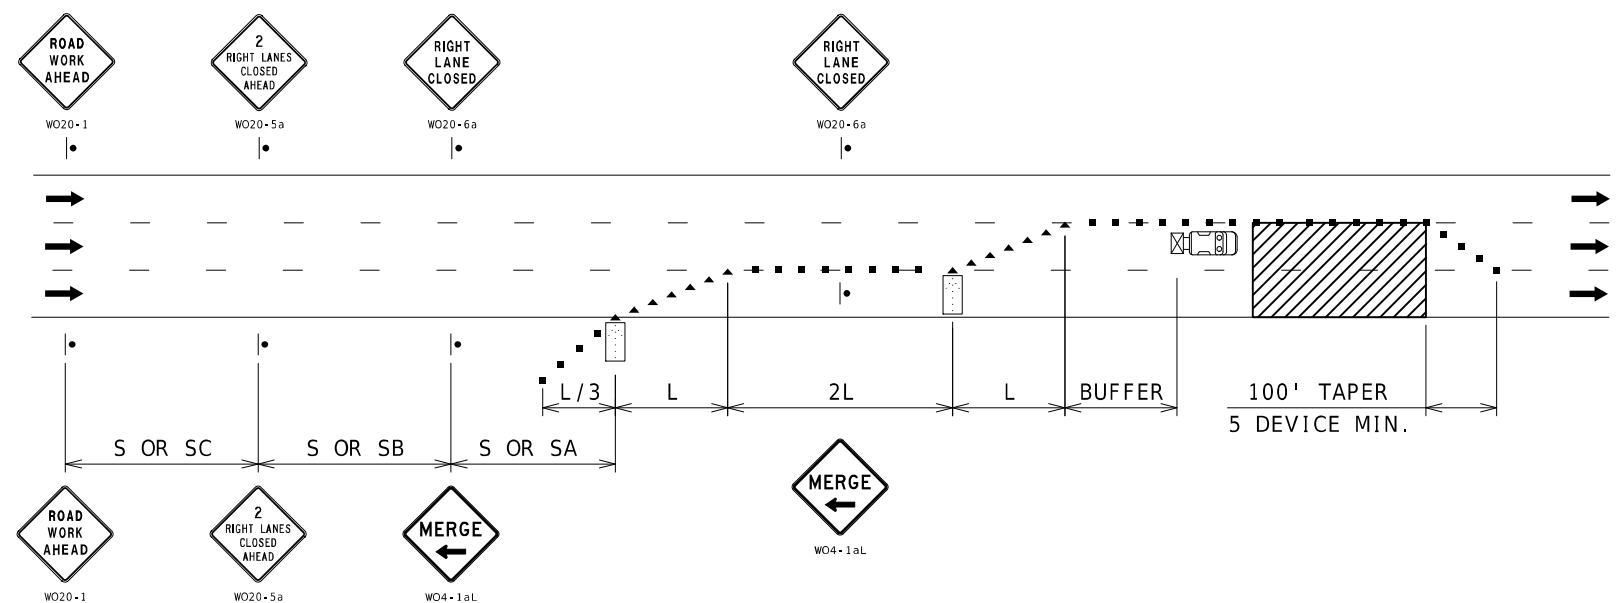 ROAD
WORK
AHEAD
WO20-1
2
RIGHT LANES
CLOSED
AHEAD
WO20-5a
RIGHT
LANE
CLOSED
WO20-6a
RIGHT
LANE
CLOSED
WO20-6a
L/3
L
2L
L
BUFFER
100' TAPER
5 DEVICE MIN.
S OR SC
S OR SB
S OR SA
ROAD
WORK
AHEAD
WO20-1
2
RIGHT LANES
CLOSED
AHEAD
WO20-5a
MERGE
WO4-1aL
MERGE
WO4-1aL